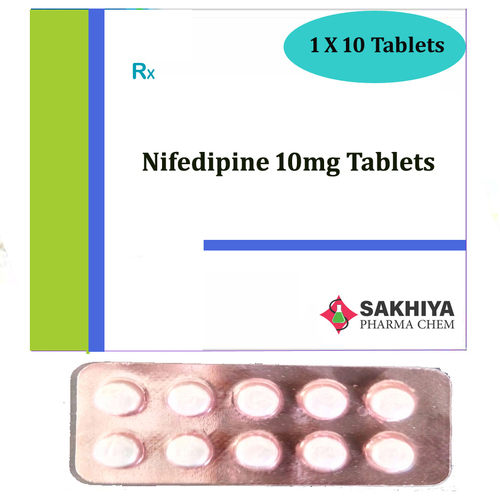 1 X 10 Tablets
Rx
Nifedipine 10mg Tablets
SAKHIYA
PHARMA CHEM